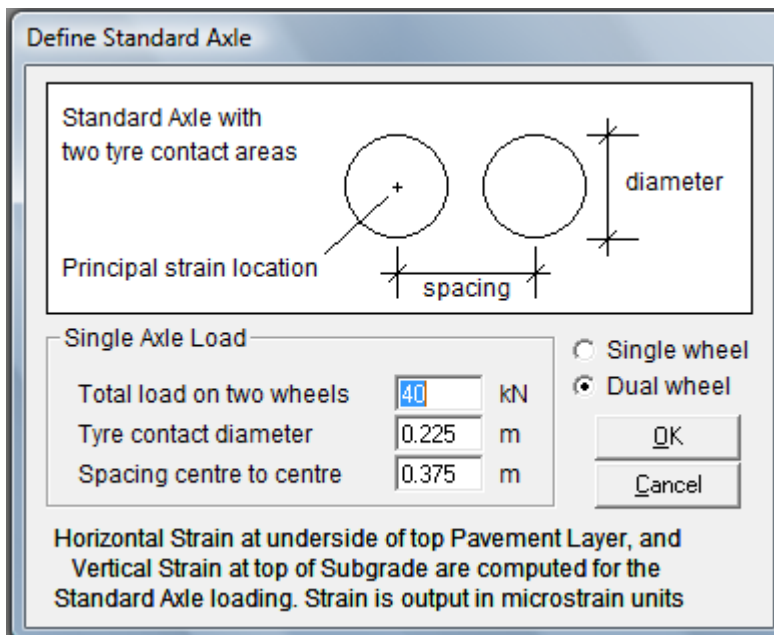 Define Standard Axle
Standard Axle with
two tyre contact areas
diameter
Principal strain location
spacing
Single Axle Load
Total load on two wheels 40 kN
Tyre contact diameter 0.225 m
Spacing centre to centre 0.375 m
Single wheel
Dual wheel
OK
Cancel
Horizontal Strain at underside of top Pavement Layer, and
Vertical Strain at top of Subgrade are computed for the
Standard Axle loading. Strain is output in microstrain units